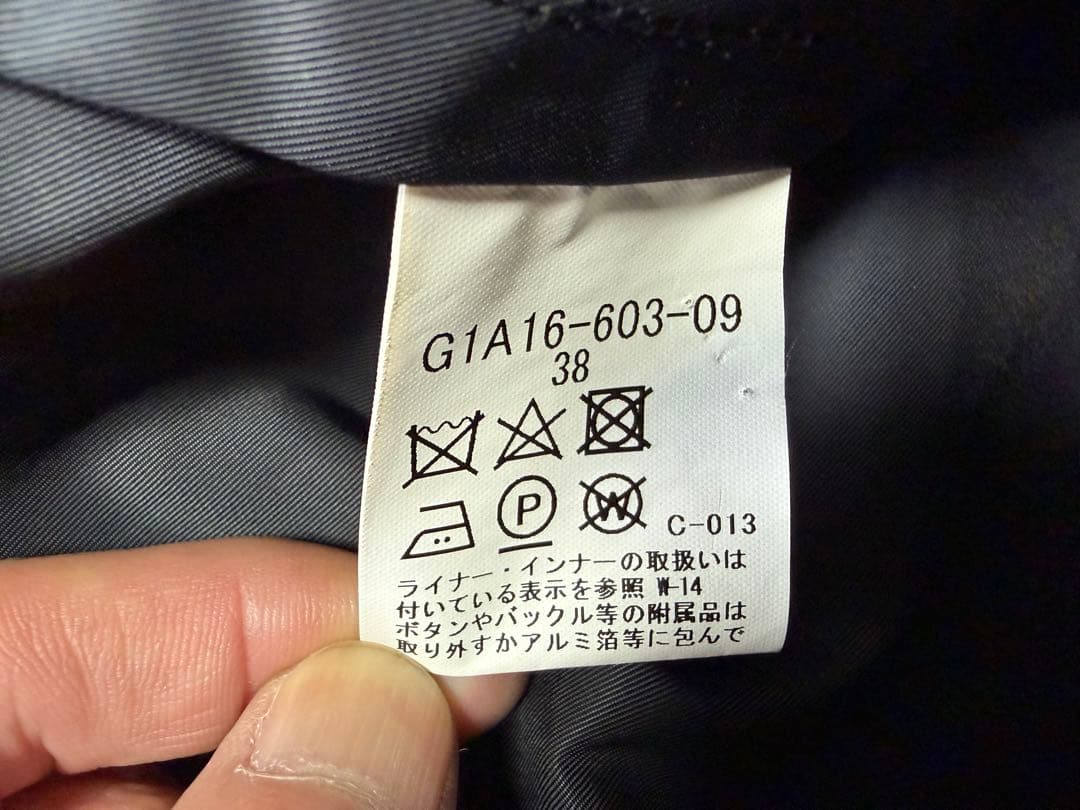 G1A16-603-09
38
P W C-013
ライナー・インナーの取扱いは
付いている表示を参照 W-14
ボタンやバックル等の附属品は
取り外すかアルミ箔等に包んで